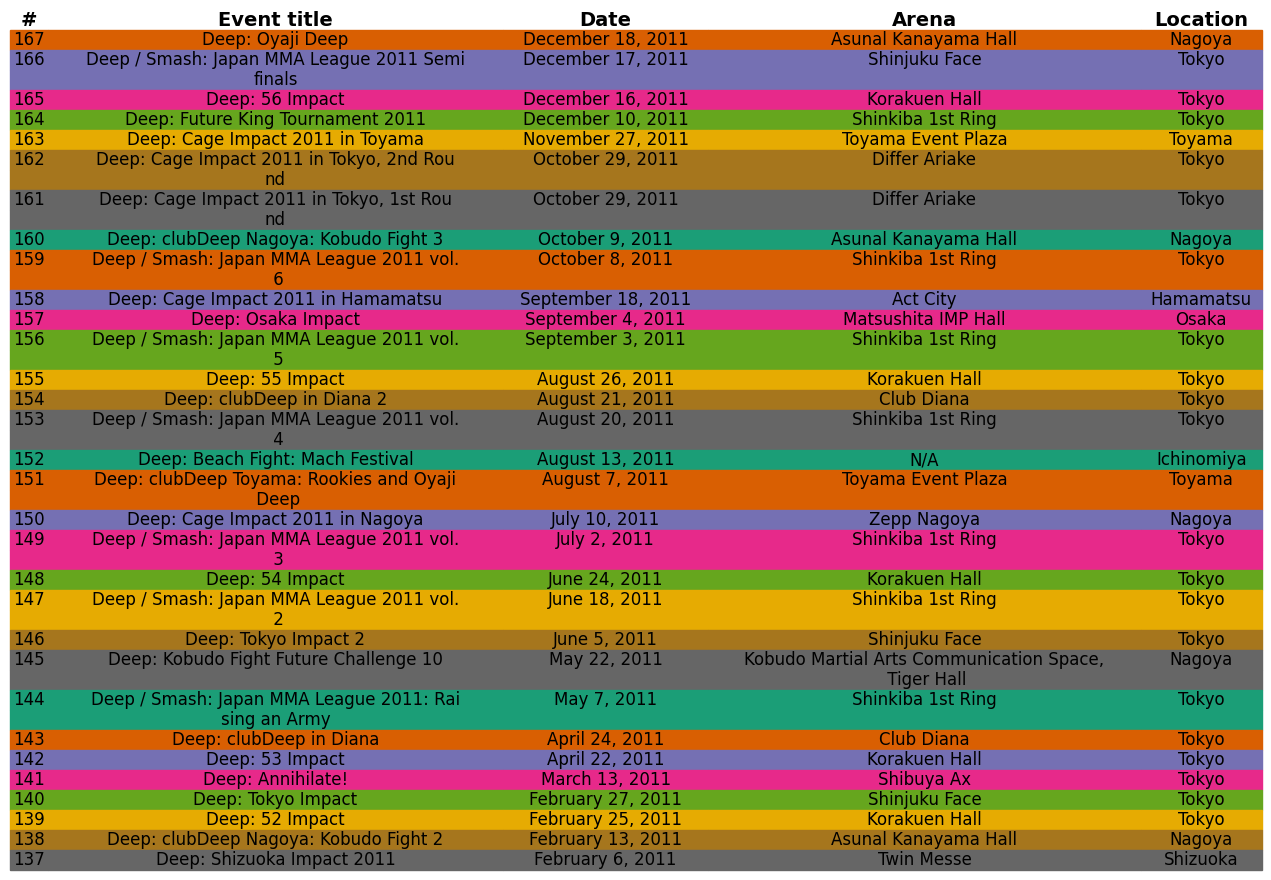 # Event title Date Arena Location
167 Deep: Oyaji Deep December 18, 2011 Asunal Kanayama Hall Nagoya
166 Deep / Smash: Japan MMA League 2011 Semi December 17, 2011 Shinjuku Face Tokyo
finals
165 Deep: 56 Impact December 16, 2011 Korakuen Hall Tokyo
164 Deep: Future King Tournament 2011 December 10, 2011 Shinkiba 1st Ring Tokyo
163 Deep: Cage Impact 2011 in Toyama November 27, 2011 Toyama Event Plaza Toyama
162 Deep: Cage Impact 2011 in Tokyo, 2nd Rou October 29, 2011 Differ Ariake Tokyo
nd
161 Deep: Cage Impact 2011 in Tokyo, 1st Rou October 29, 2011 Differ Ariake Tokyo
nd
160 Deep: clubDeep Nagoya: Kobudo Fight 3 October 9, 2011 Asunal Kanayama Hall Nagoya
159 Deep / Smash: Japan MMA League 2011 vol. October 8, 2011 Shinkiba 1st Ring Tokyo
6
158 Deep: Cage Impact 2011 in Hamamatsu September 18, 2011 Act City Hamamatsu
157 Deep: Osaka Impact September 4, 2011 Matsushita IMP Hall Osaka
156 Deep / Smash: Japan MMA League 2011 vol. September 3, 2011 Shinkiba 1st Ring Tokyo
5
155 Deep: 55 Impact August 26, 2011 Korakuen Hall Tokyo
154 Deep: clubDeep in Diana 2 August 21, 2011 Club Diana Tokyo
153 Deep / Smash: Japan MMA League 2011 vol. August 20, 2011 Shinkiba 1st Ring Tokyo
4
152 Deep: Beach Fight: Mach Festival August 13, 2011 N/A Ichinomiya
151 Deep: clubDeep Toyama: Rookies and Oyaji August 7, 2011 Toyama Event Plaza Toyama
Deep
150 Deep: Cage Impact 2011 in Nagoya July 10, 2011 Zepp Nagoya Nagoya
149 Deep / Smash: Japan MMA League 2011 vol. July 2, 2011 Shinkiba 1st Ring Tokyo
3
148 Deep: 54 Impact June 24, 2011 Korakuen Hall Tokyo
147 Deep / Smash: Japan MMA League 2011 vol. June 18, 2011 Shinkiba 1st Ring Tokyo
2
146 Deep: Tokyo Impact 2 June 5, 2011 Shinjuku Face Tokyo
145 Deep: Kobudo Fight Future Challenge 10 May 22, 2011 Kobudo Martial Arts Communication Space, Nagoya
Tiger Hall
144 Deep / Smash: Japan MMA League 2011: Rai May 7, 2011 Shinkiba 1st Ring Tokyo
sing an Army
143 Deep: clubDeep in Diana April 24, 2011 Club Diana Tokyo
142 Deep: 53 Impact April 22, 2011 Korakuen Hall Tokyo
141 Deep: Annihilate! March 13, 2011 Shibuya Ax Tokyo
140 Deep: Tokyo Impact February 27, 2011 Shinjuku Face Tokyo
139 Deep: 52 Impact February 25, 2011 Korakuen Hall Tokyo
138 Deep: clubDeep Nagoya: Kobudo Fight 2 February 13, 2011 Asunal Kanayama Hall Nagoya
137 Deep: Shizuoka Impact 2011 February 6, 2011 Twin Messe Shizuoka